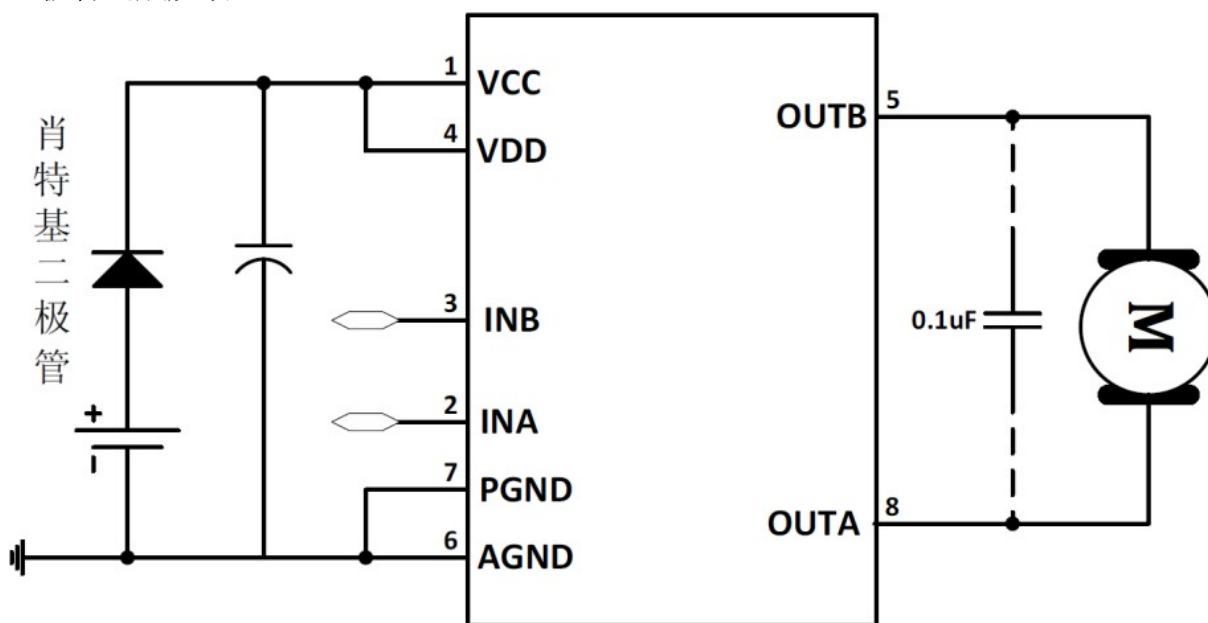 肖特基二极管
1
VCC
4
VDD
3
INB
2
INA
7
PGND
6
AGND
OUTB
5
OUTA
8
+
0.1uF
M